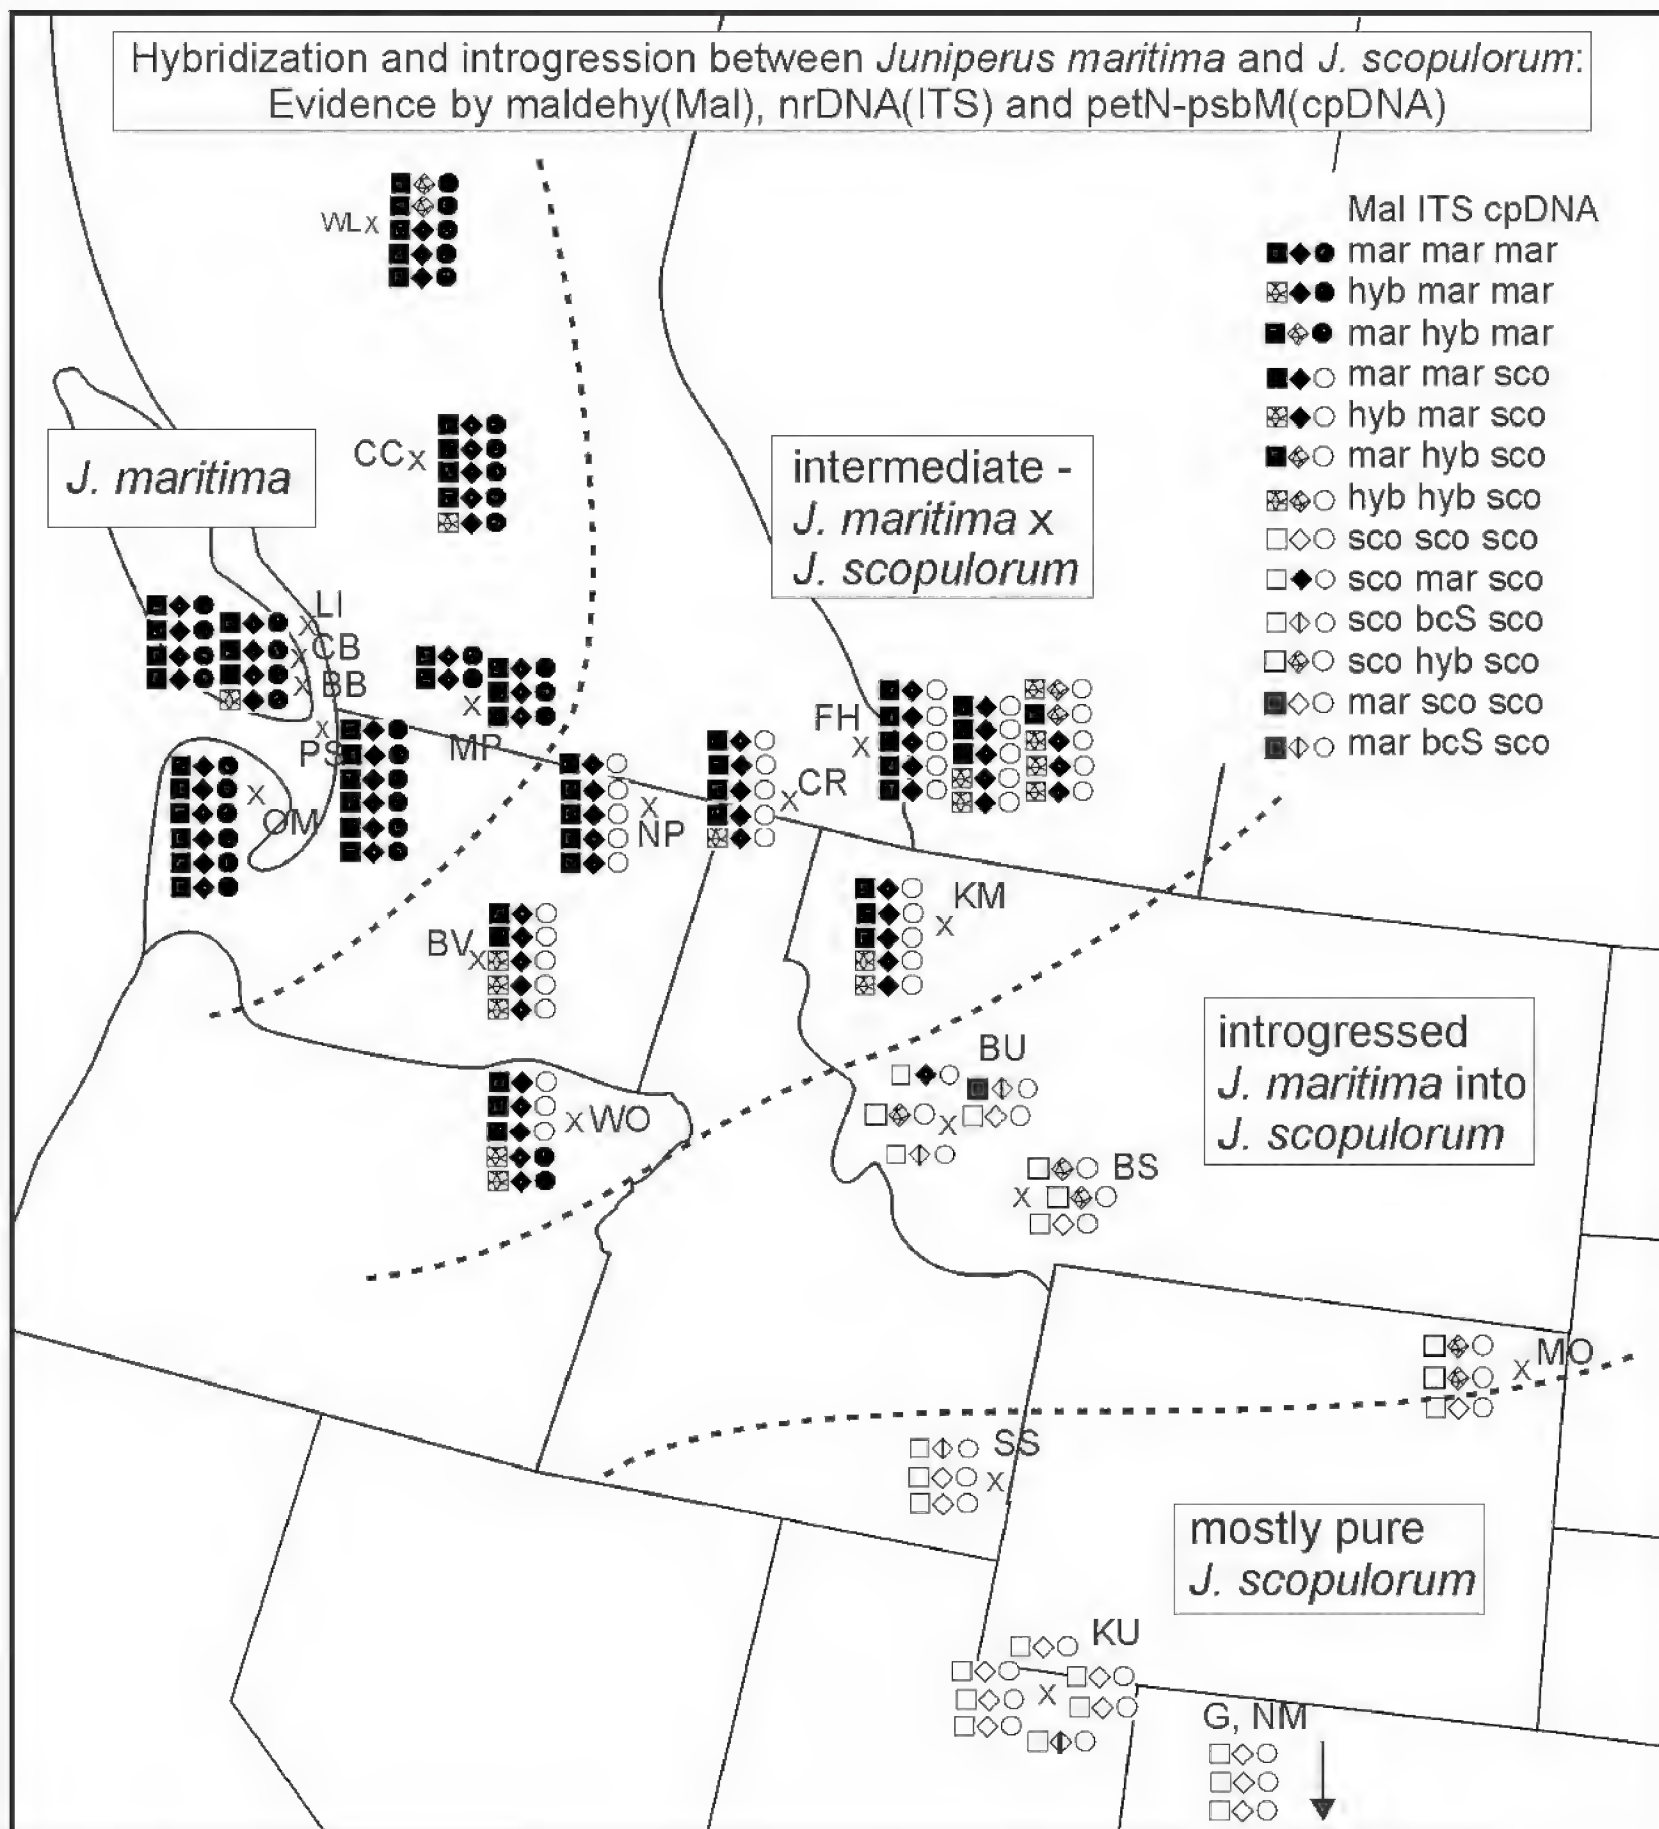 Hybridization and introgression between Juniperus maritima and J. scopulorum:
Evidence by maldehy(Mal), nrDNA(ITS) and petN-psbM(cpDNA)
Mal ITS cpDNA
mar mar mar
hyb mar mar
mar hyb mar
mar mar sco
hyb mar sco
mar hyb sco
hyb hyb sco
sco sco sco
sco mar sco
sco bcS sco
sco hyb sco
mar sco sco
mar bcS sco
WLx
CCx
J. maritima
intermediate -
J. maritima x
J. scopulorum
LI
x
CB
x
BB
x
x
PS
x
MP
x
OM
FH
x
CR
x
x
NP
KM
x
BV
x
xWO
BU
x
BS
x
introgressed
J. maritima into
J. scopulorum
MO
x
SS
x
mostly pure
J. scopulorum
KU
x
G, NM